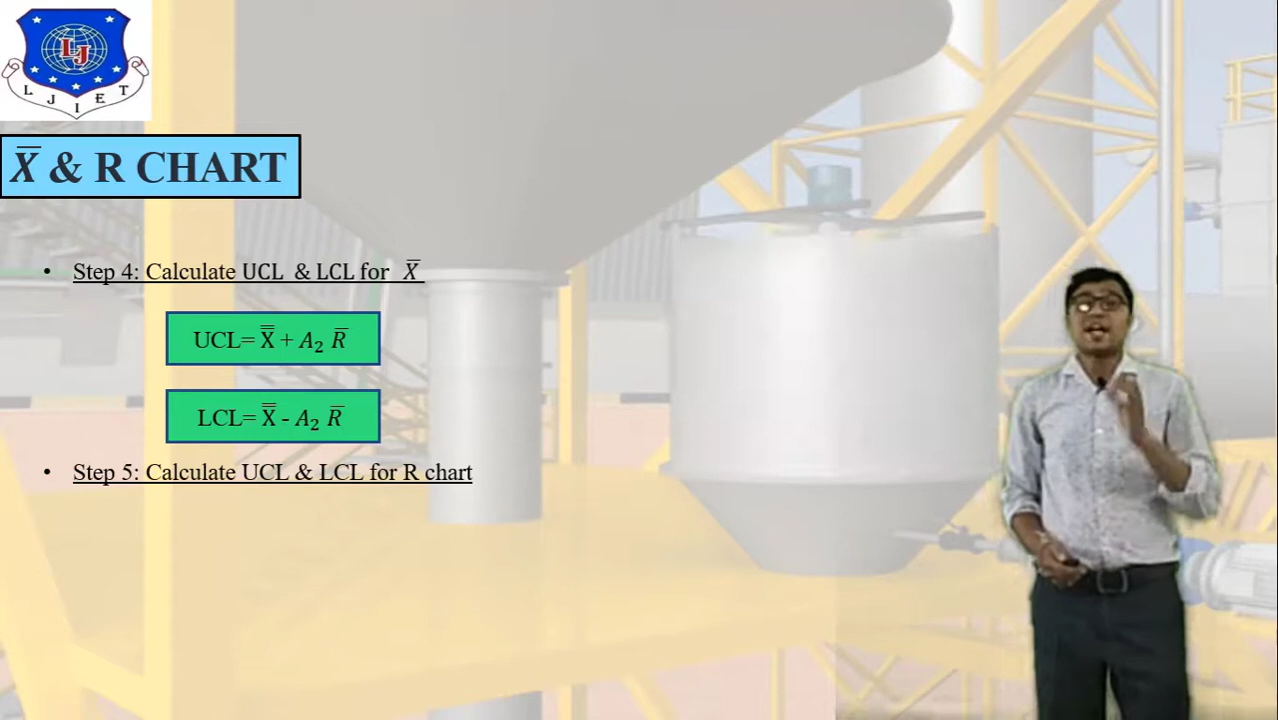 LJ
LJIET
X̅ & R CHART
• Step 4: Calculate UCL & LCL for X̅
UCL= X̿ + A₂ R̅
LCL= X̿ - A₂ R̅
• Step 5: Calculate UCL & LCL for R chart